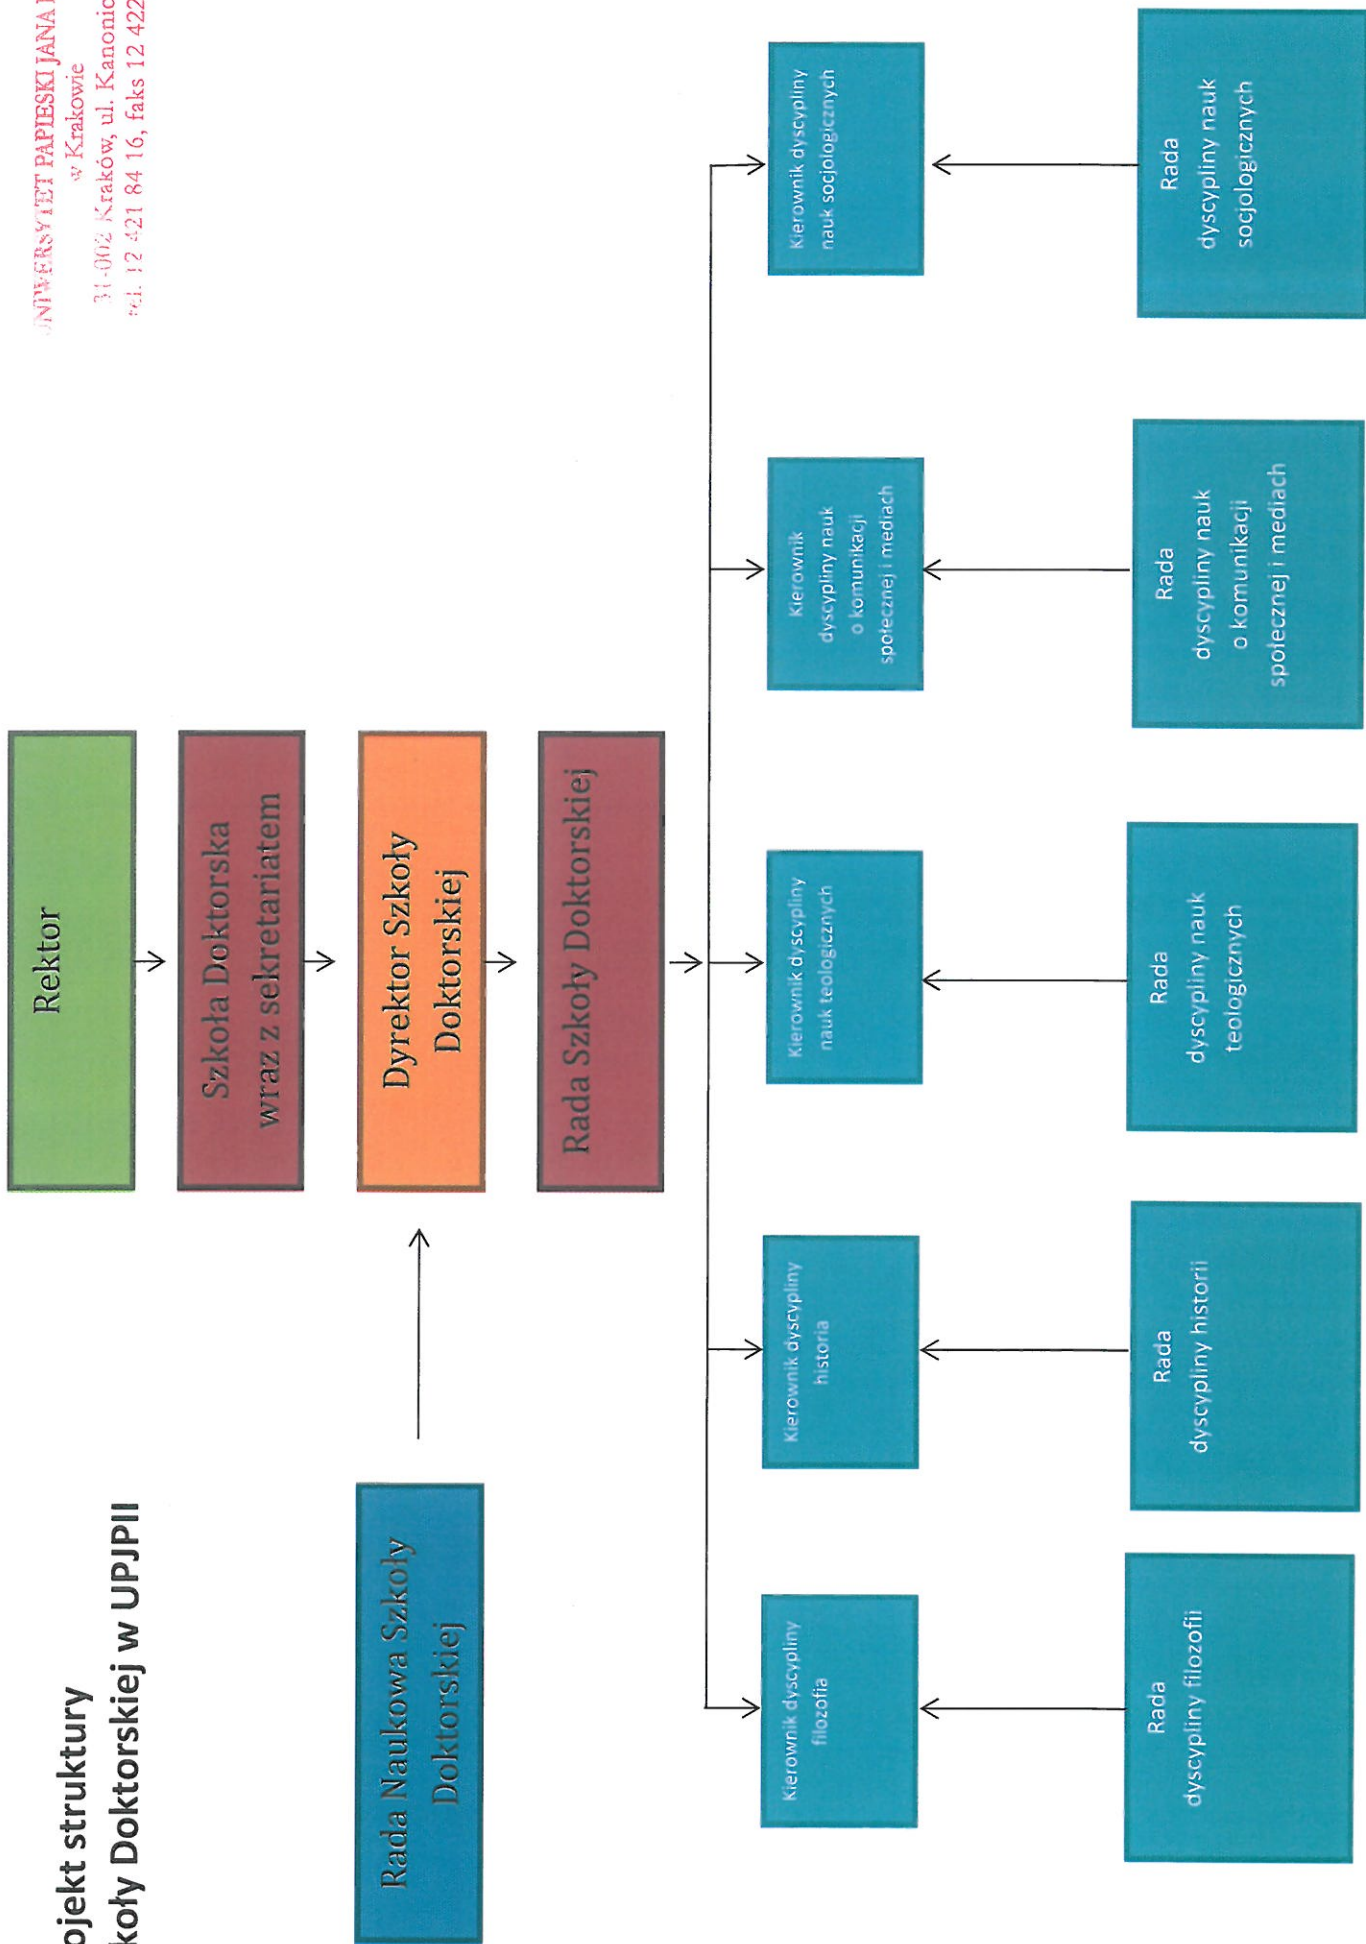 UNIWERSYTET PAPIESKI JANA
w Krakowie
31-002 Kraków, ul. Kanonic
tel. 12 421 84 16, faks 12 422
ojekt struktury
koły Doktorskiej w UPJPII
Rektor
Szkoła Doktorska
wraz z sekretariatem
Rada Naukowa Szkoły
Doktorskiej
Dyrektor Szkoły
Doktorskiej
Rada Szkoły Doktorskiej
Kierownik dyscypliny
filozofia
Kierownik dyscypliny
historia
Kierownik dyscypliny
nauk teologicznych
Kierownik
dyscypliny nauk
o komunikacji
społecznej i mediach
Kierownik dyscypliny
nauk socjologicznych
Rada
dyscypliny filozofii
Rada
dyscypliny historii
Rada
dyscypliny nauk
teologicznych
Rada
dyscypliny nauk
o komunikacji
społecznej i mediach
Rada
dyscypliny nauk
socjologicznych